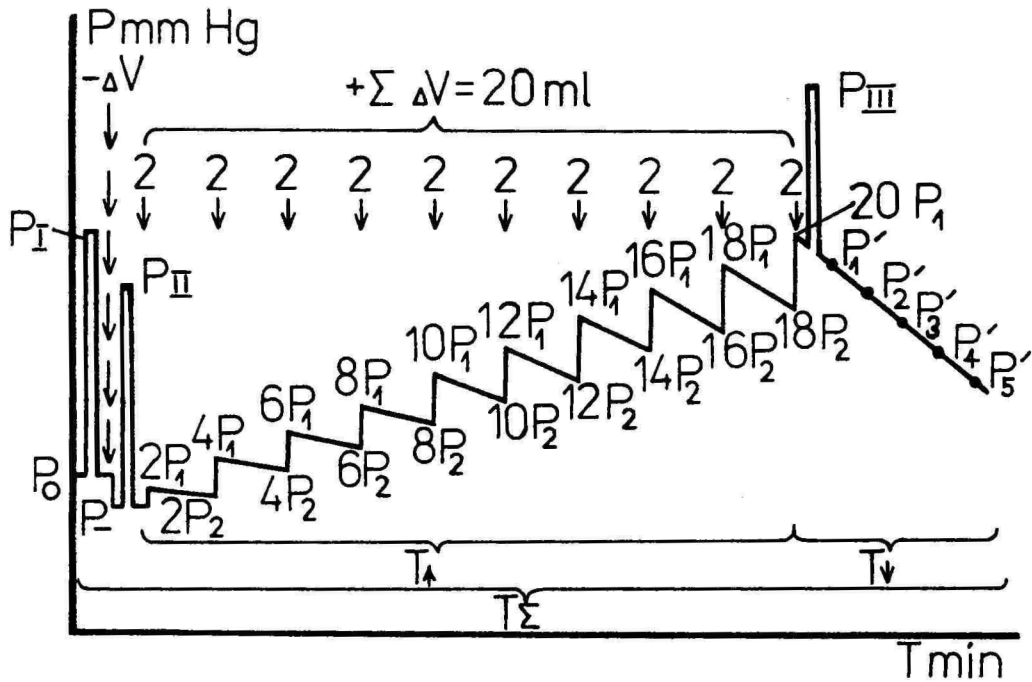 P mm Hg
-ΔV
+Σ ΔV = 20 ml
2 2 2 2 2 2 2 2 2 2
P_III
20 P₁
P_I
P_II
18P₁
16P₁
14P₁
12P₁
10P₁
8P₁
6P₁
4P₁
2P₁
P₁′
P₂′
P₃′
P₄′
P₅′
18P₂
16P₂
14P₂
12P₂
10P₂
8P₂
6P₂
4P₂
2P₂
P₀
P₋
T↑
T↓
TΣ
T min